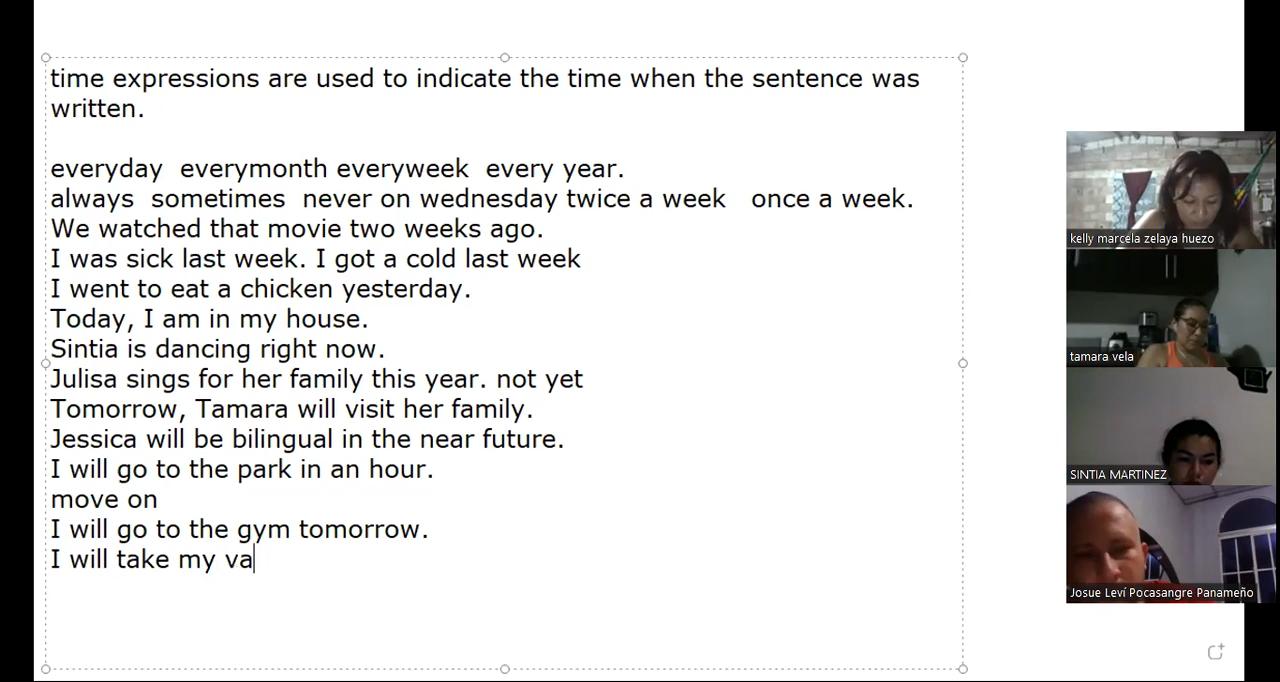 time expressions are used to indicate the time when the sentence was
written.
everyday  everymonth everyweek  every year.
always  sometimes  never on wednesday twice a week   once a week.
We watched that movie two weeks ago.
I was sick last week. I got a cold last week
I went to eat a chicken yesterday.
Today, I am in my house.
Sintia is dancing right now.
Julisa sings for her family this year. not yet
Tomorrow, Tamara will visit her family.
Jessica will be bilingual in the near future.
I will go to the park in an hour.
move on
I will go to the gym tomorrow.
I will take my va
kelly marcela zelaya huezo
tamara vela
SINTIA MARTINEZ
Josue Leví Pocasangre Panameño